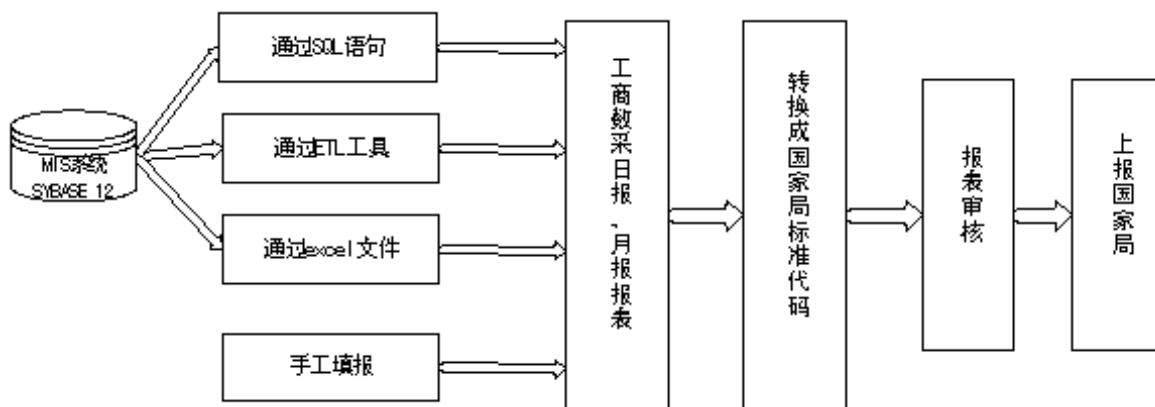 通过SQL语句
通过ETL工具
通过excel文件
手工填报
MIS系统
SYBASE 12
工商数采日报、月报报表
转换成国家局标准代码
报表审核
上报国家局